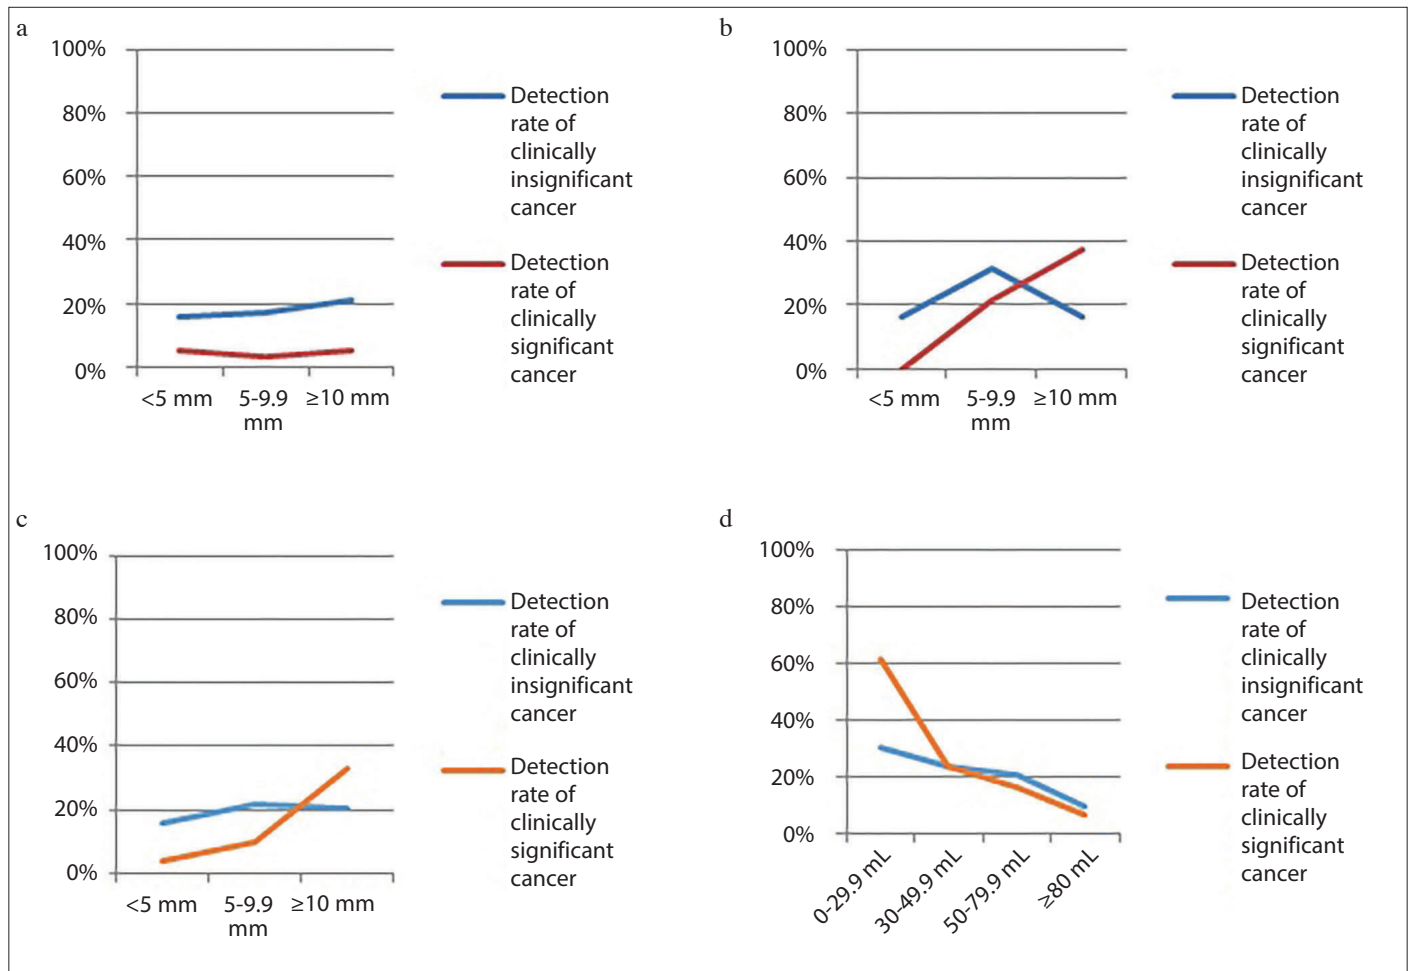 a
100%
80%
60%
40%
20%
0%
<5 mm
5-9.9
mm
≥10 mm
Detection
rate of
clinically
insignificant
cancer
Detection
rate of
clinically
significant
cancer
b
100%
80%
60%
40%
20%
0%
<5 mm
5-9.9
mm
≥10 mm
Detection
rate of
clinically
insignificant
cancer
Detection
rate of
clinically
significant
cancer
c
100%
80%
60%
40%
20%
0%
<5 mm
5-9.9
mm
≥10 mm
Detection
rate of
clinically
insignificant
cancer
Detection
rate of
clinically
significant
cancer
d
100%
80%
60%
40%
20%
0%
0-29.9 mL
30-49.9 mL
50-79.9 mL
≥80 mL
Detection
rate of
clinically
insignificant
cancer
Detection
rate of
clinically
significant
cancer